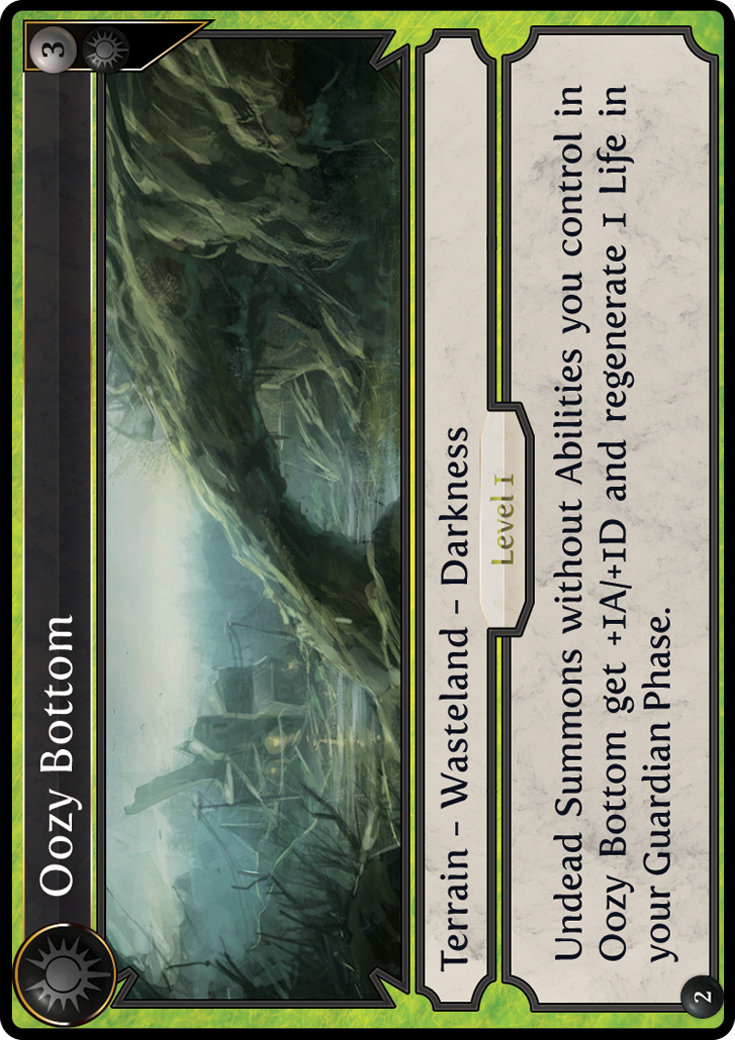 Oozy Bottom
3
Terrain – Wasteland – Darkness
Level 1
Undead Summons without Abilities you control in
Oozy Bottom get +1A/+1D and regenerate 1 Life in
your Guardian Phase.
2